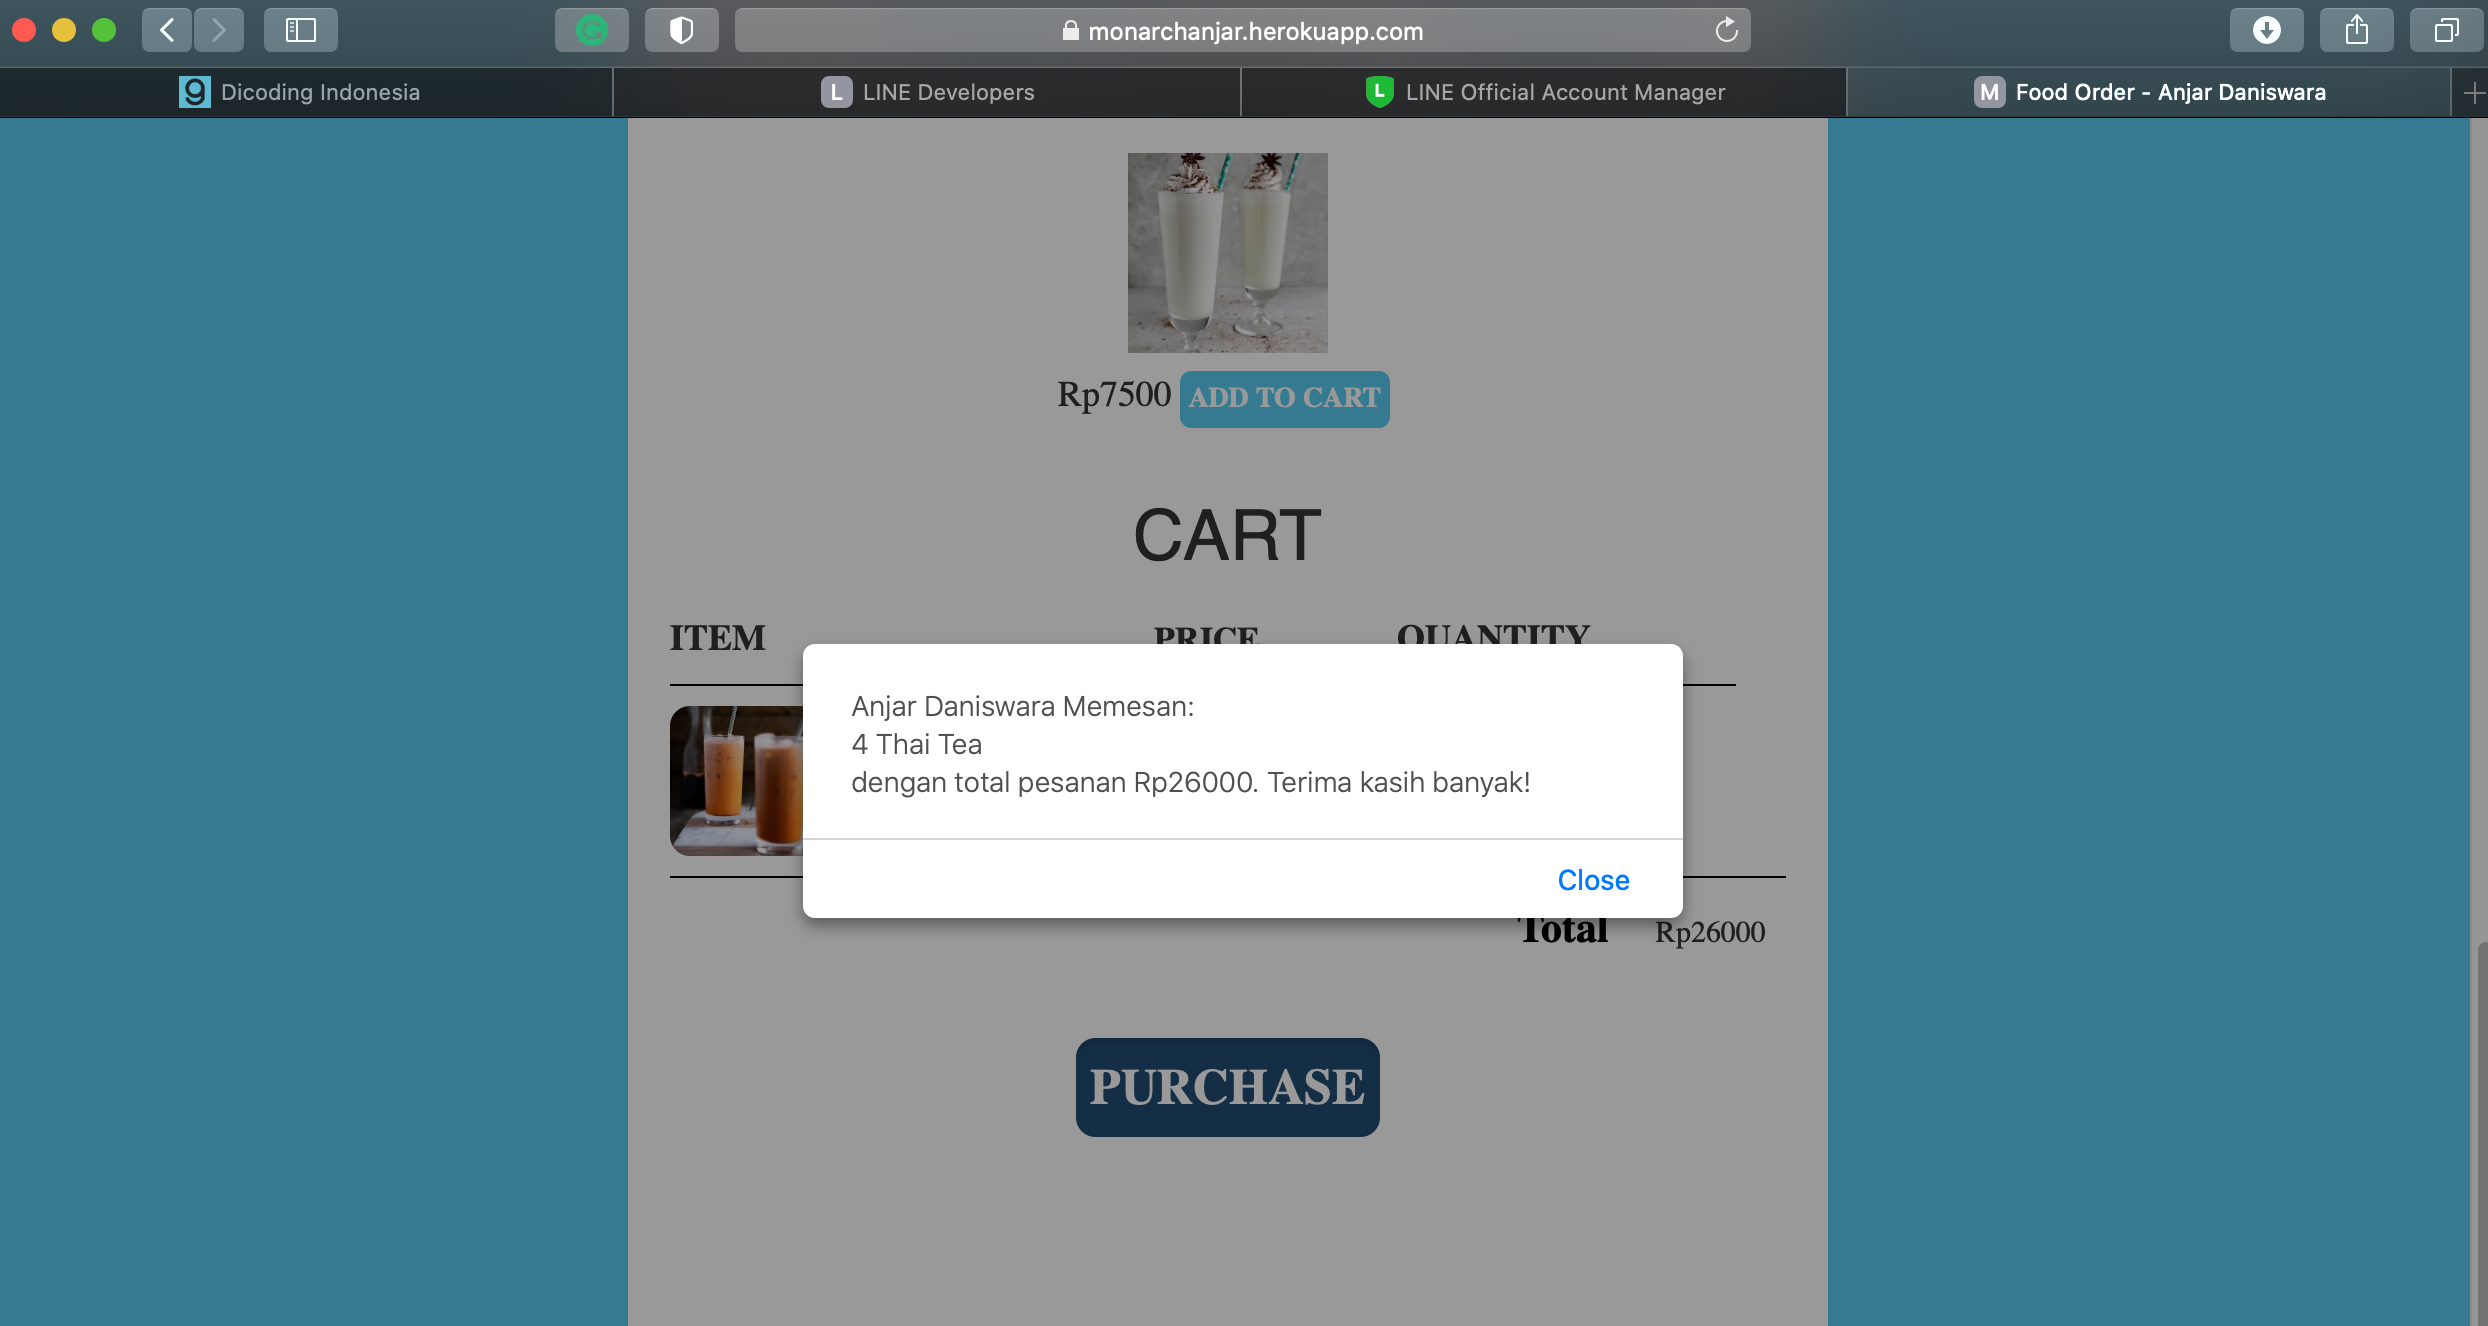 monarchanjar.herokuapp.com
Dicoding Indonesia
L LINE Developers
L LINE Official Account Manager
M Food Order - Anjar Daniswara
Rp7500 ADD TO CART
CART
ITEM PRICE QUANTITY
Anjar Daniswara Memesan:
4 Thai Tea
dengan total pesanan Rp26000. Terima kasih banyak!
Close
Total Rp26000
PURCHASE